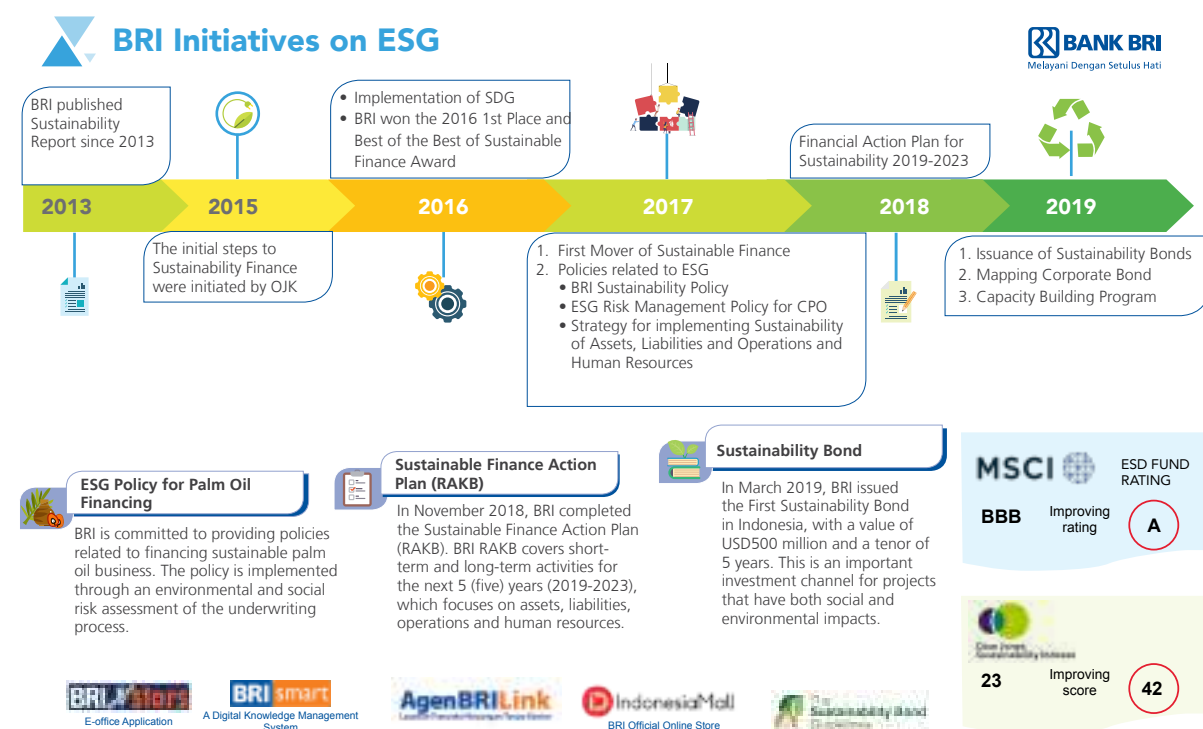 BRI Initiatives on ESG
BANK BRI
Melayani Dengan Setulus Hati
BRI published
Sustainability
Report since 2013
• Implementation of SDG
• BRI won the 2016 1st Place and
Best of the Best of Sustainable
Finance Award
Financial Action Plan for
Sustainability 2019-2023
2013
2015
2016
2017
2018
2019
The initial steps to
Sustainability Finance
were initiated by OJK
1. First Mover of Sustainable Finance
2. Policies related to ESG
• BRI Sustainability Policy
• ESG Risk Management Policy for CPO
• Strategy for implementing Sustainability
of Assets, Liabilities and Operations and
Human Resources
1. Issuance of Sustainability Bonds
2. Mapping Corporate Bond
3. Capacity Building Program
ESG Policy for Palm Oil
Financing
BRI is committed to providing policies
related to financing sustainable palm
oil business. The policy is implemented
through an environmental and social
risk assessment of the underwriting
process.
Sustainable Finance Action
Plan (RAKB)
In November 2018, BRI completed
the Sustainable Finance Action Plan
(RAKB). BRI RAKB covers short-
term and long-term activities for
the next 5 (five) years (2019-2023),
which focuses on assets, liabilities,
operations and human resources.
Sustainability Bond
In March 2019, BRI issued
the First Sustainability Bond
in Indonesia, with a value of
USD500 million and a tenor of
5 years. This is an important
investment channel for projects
that have both social and
environmental impacts.
MSCI
ESD FUND
RATING
BBB
Improving
rating
A
Dow Jones
Sustainability Indexes
23
Improving
score
42
E-office Application
BRI smart
A Digital Knowledge Management
System
AgenBRILink
IndonesiaMall
BRI Official Online Store
Sustainability Bond